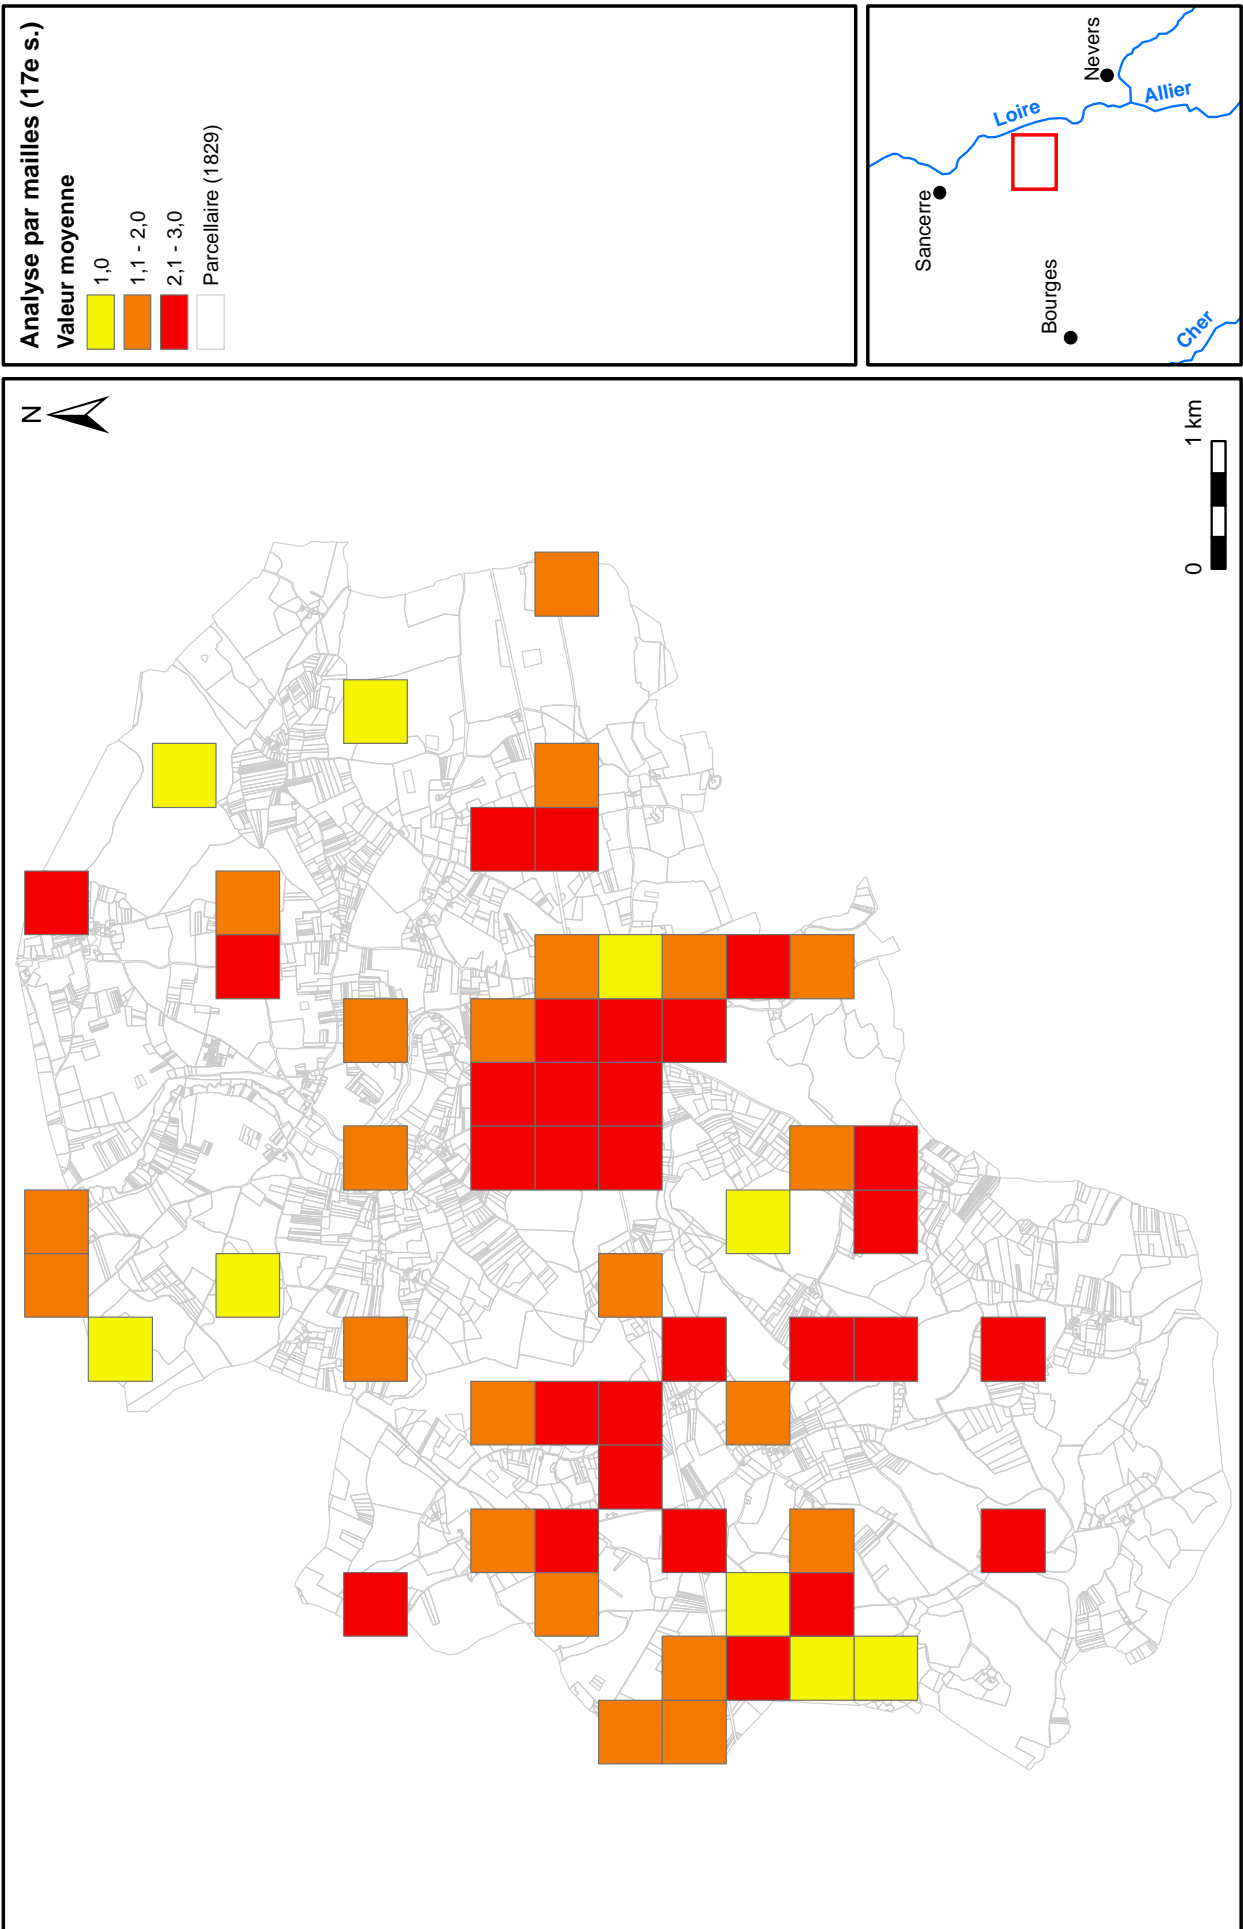 Analyse par mailles (17e s.)
Valeur moyenne
1,0
1,1 - 2,0
2,1 - 3,0
Parcellaire (1829)
Sancerre
Bourges
Nevers
Loire
Allier
Cher
N
0 1 km